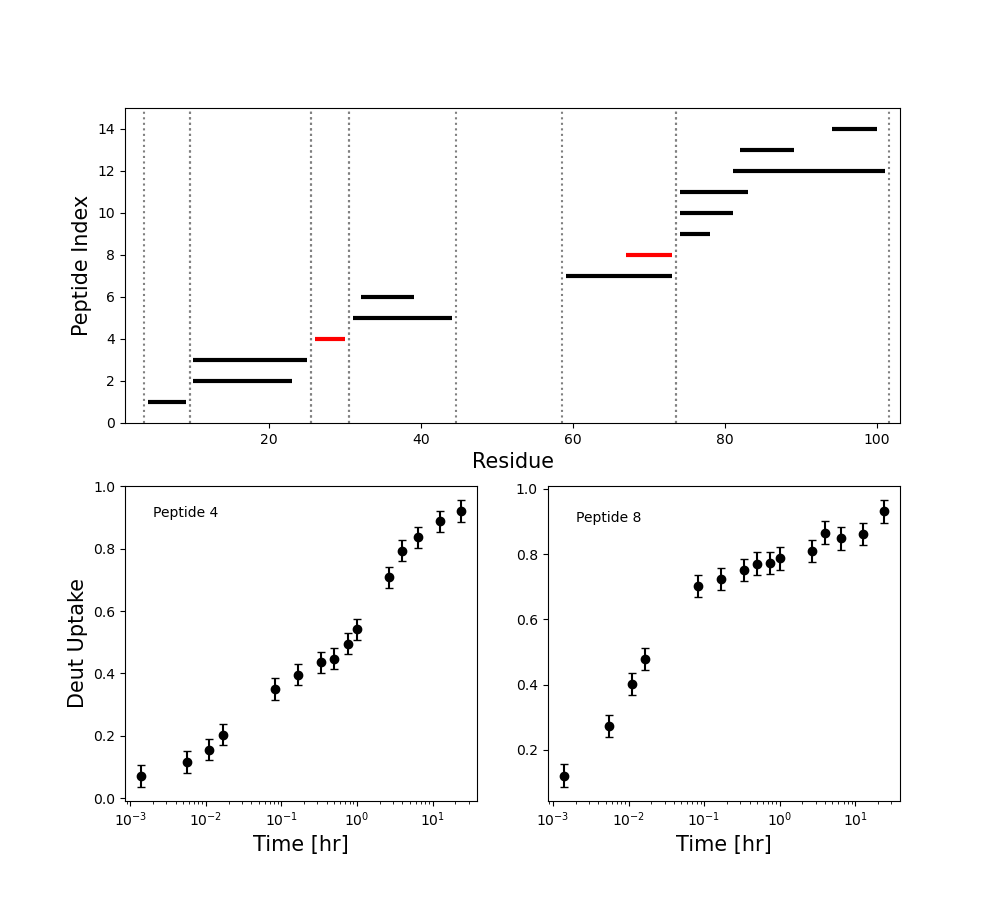 14
12
10
8
6
4
2
0
Peptide Index
20 40 60 80 100
Residue
1.0
0.8
0.6
0.4
0.2
0.0
Deut Uptake
Peptide 4
10⁻³ 10⁻² 10⁻¹ 10⁰ 10¹
Time [hr]
1.0
0.8
0.6
0.4
0.2
Peptide 8
10⁻³ 10⁻² 10⁻¹ 10⁰ 10¹
Time [hr]